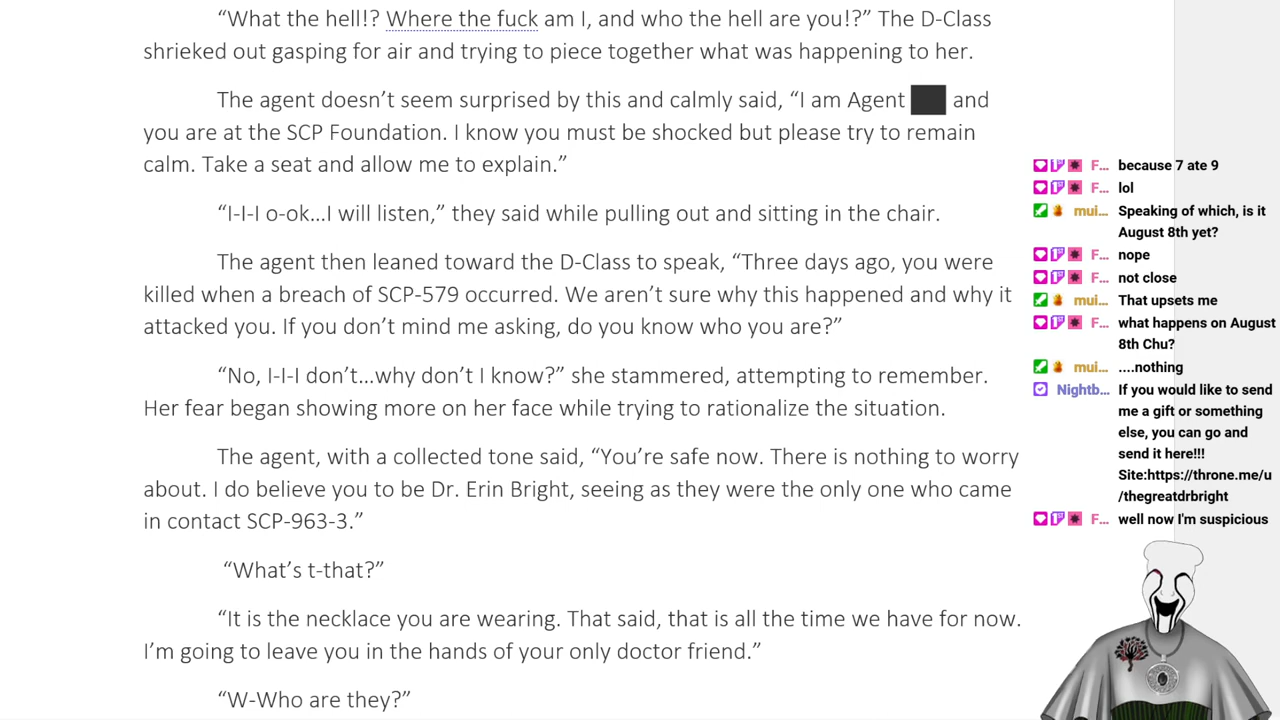 “What the hell!? Where the fuck am I, and who the hell are you!?” The D-Class
shrieked out gasping for air and trying to piece together what was happening to her.
The agent doesn’t seem surprised by this and calmly said, “I am Agent and
you are at the SCP Foundation. I know you must be shocked but please try to remain
calm. Take a seat and allow me to explain.”
“I-I-I o-ok...I will listen,” they said while pulling out and sitting in the chair.
The agent then leaned toward the D-Class to speak, “Three days ago, you were
killed when a breach of SCP-579 occurred. We aren’t sure why this happened and why it
attacked you. If you don’t mind me asking, do you know who you are?”
“No, I-I-I don’t...why don’t I know?” she stammered, attempting to remember.
Her fear began showing more on her face while trying to rationalize the situation.
The agent, with a collected tone said, “You’re safe now. There is nothing to worry
about. I do believe you to be Dr. Erin Bright, seeing as they were the only one who came
in contact SCP-963-3.”
“What’s t-that?”
“It is the necklace you are wearing. That said, that is all the time we have for now.
I’m going to leave you in the hands of your only doctor friend.”
“W-Who are they?”
F... because 7 ate 9
F... lol
mui... Speaking of which, is it
August 8th yet?
F... nope
F... not close
mui... That upsets me
F... what happens on August
8th Chu?
mui... ....nothing
Nightb... If you would like to send
me a gift or something
else, you can go and
send it here!!!
Site:https://throne.me/u
/thegreatdrbright
F... well now I'm suspicious